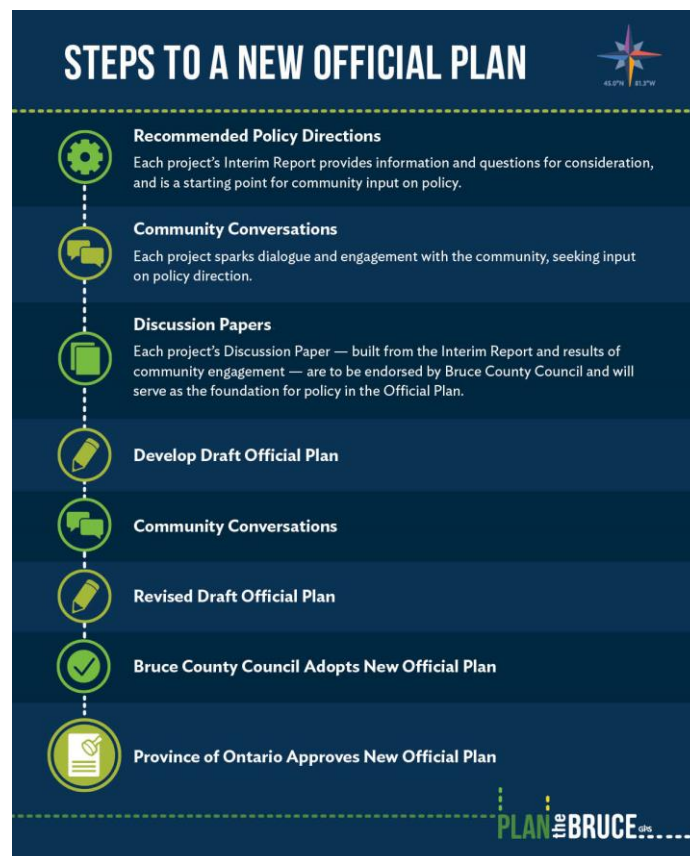 STEPS TO A NEW OFFICIAL PLAN
45.0°N 81.3°W
Recommended Policy Directions
Each project's Interim Report provides information and questions for consideration,
and is a starting point for community input on policy.
Community Conversations
Each project sparks dialogue and engagement with the community, seeking input
on policy direction.
Discussion Papers
Each project's Discussion Paper — built from the Interim Report and results of
community engagement — are to be endorsed by Bruce County Council and will
serve as the foundation for policy in the Official Plan.
Develop Draft Official Plan
Community Conversations
Revised Draft Official Plan
Bruce County Council Adopts New Official Plan
Province of Ontario Approves New Official Plan
PLAN the BRUCE